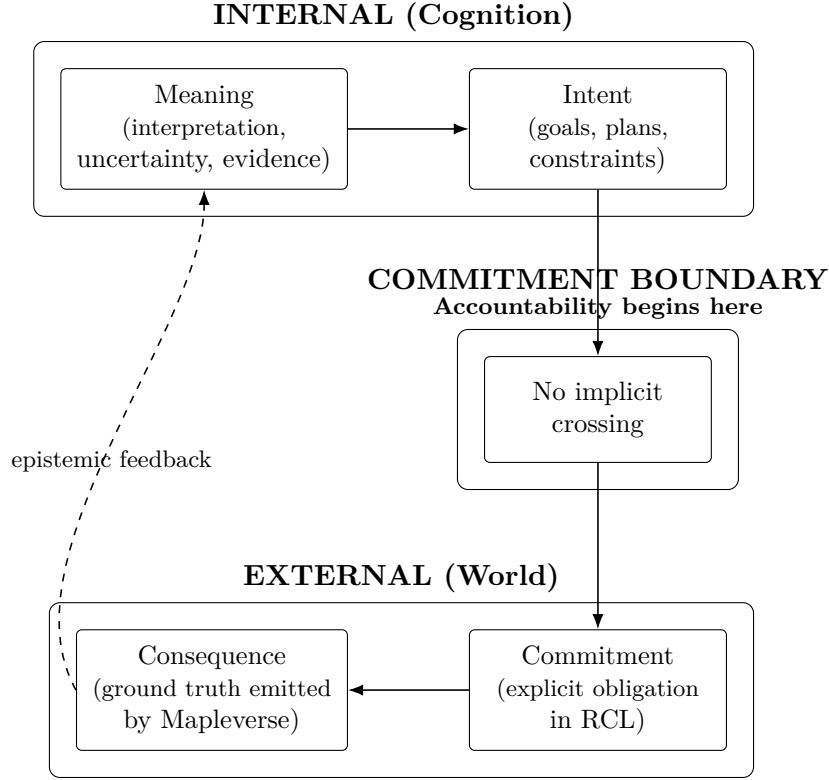 INTERNAL (Cognition)
Meaning
(interpretation,
uncertainty, evidence)
Intent
(goals, plans,
constraints)
COMMITMENT BOUNDARY
Accountability begins here
No implicit
crossing
epistemic feedback
EXTERNAL (World)
Consequence
(ground truth emitted
by Mapleverse)
Commitment
(explicit obligation
in RCL)